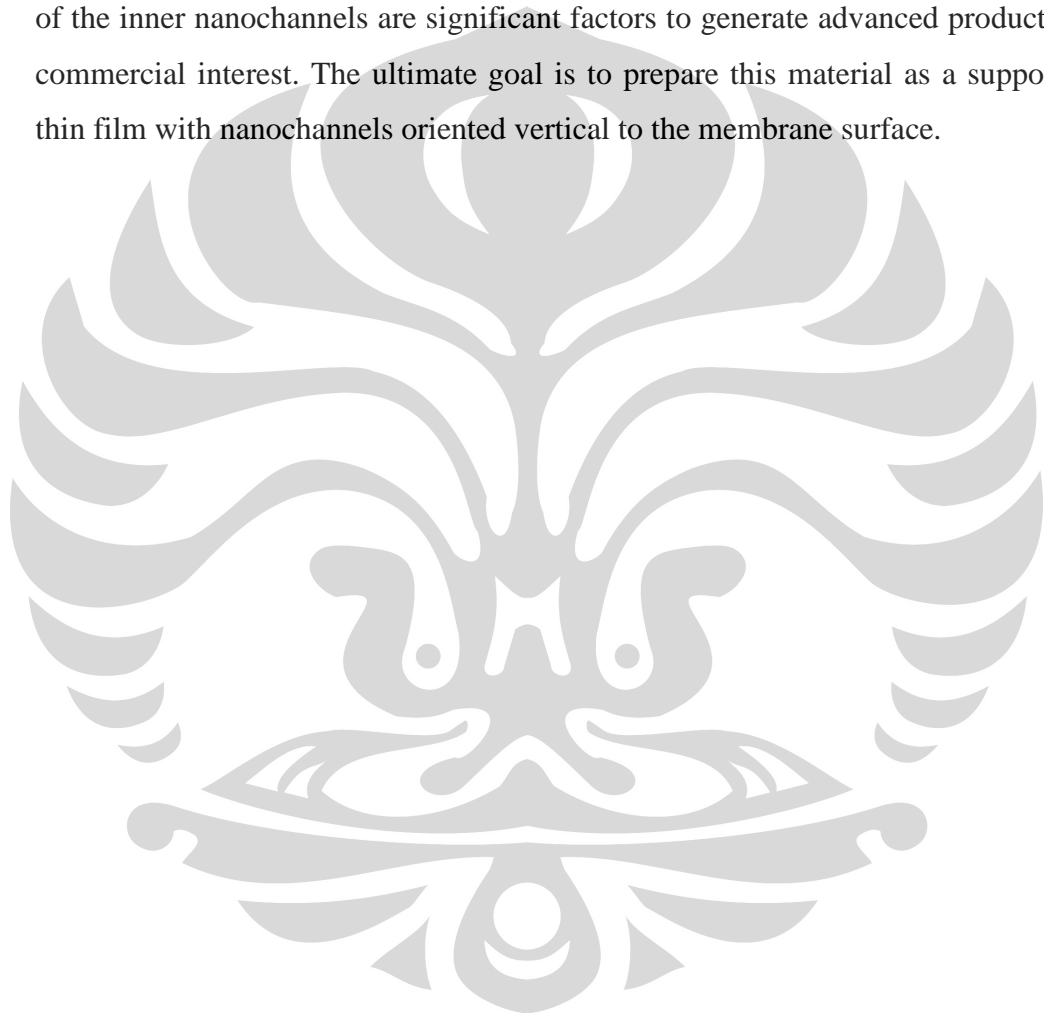 of the inner nanochannels are significant factors to generate advanced product
commercial interest. The ultimate goal is to prepare this material as a suppo
thin film with nanochannels oriented vertical to the membrane surface.